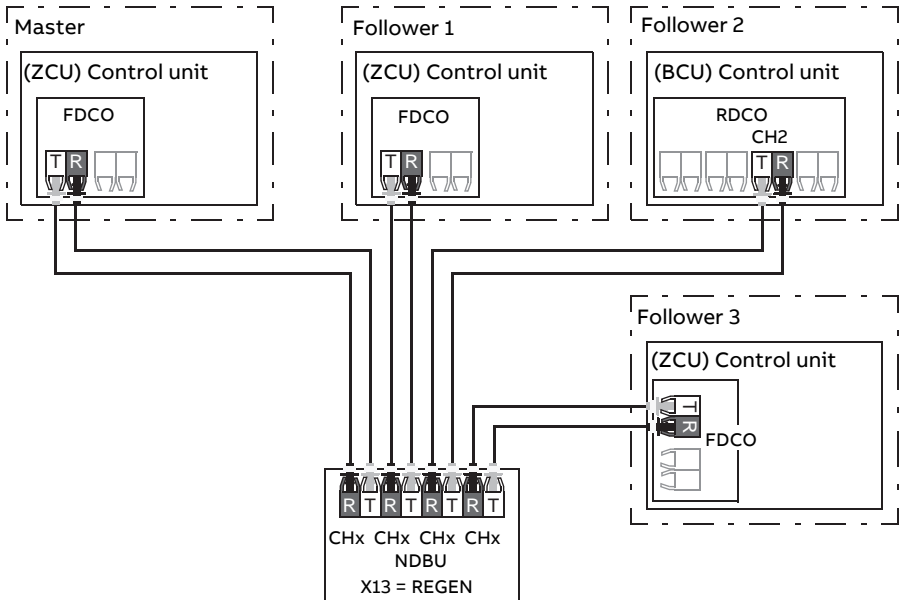 Master
(ZCU) Control unit
FDCO
T R
Follower 1
(ZCU) Control unit
FDCO
T R
Follower 2
(BCU) Control unit
RDCO
CH2
T R
Follower 3
(ZCU) Control unit
T
R
FDCO
R T R T R T R T
CHx CHx CHx CHx
NDBU
X13 = REGEN